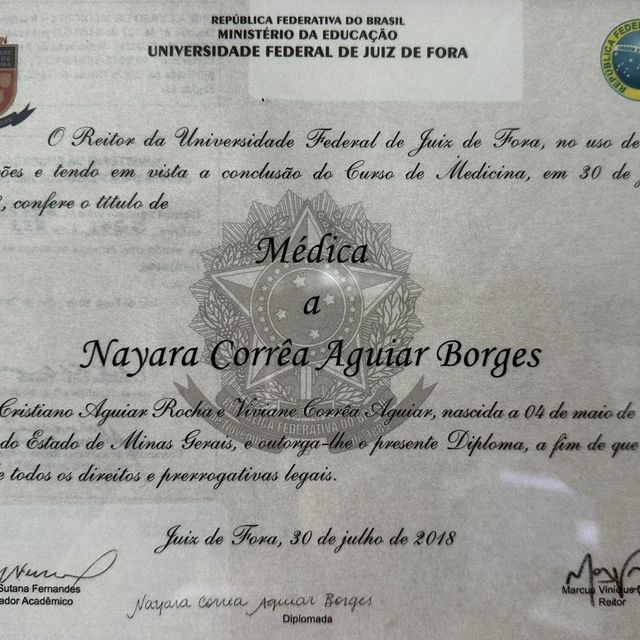 REPÚBLICA FEDERATIVA DO BRASIL
MINISTÉRIO DA EDUCAÇÃO
UNIVERSIDADE FEDERAL DE JUIZ DE FORA
O Reitor da Universidade Federal de Juiz de Fora, no uso de
ões e tendo em vista a conclusão do Curso de Medicina, em 30 de
, confere o título de
Médica
a
Nayara Corrêa Aguiar Borges
Cristiano Aguiar Rocha e Viviane Corrêa Aguiar, nascida a 04 de maio de
do Estado de Minas Gerais, e outorga-lhe o presente Diploma, a fim de que
e todos os direitos e prerrogativas legais.
Juiz de Fora, 30 de julho de 2018
Sutana Fernandes
ador Acadêmico
Nayara Corrêa Aguiar Borges
Diplomada
Marcus Vinicius
Reitor